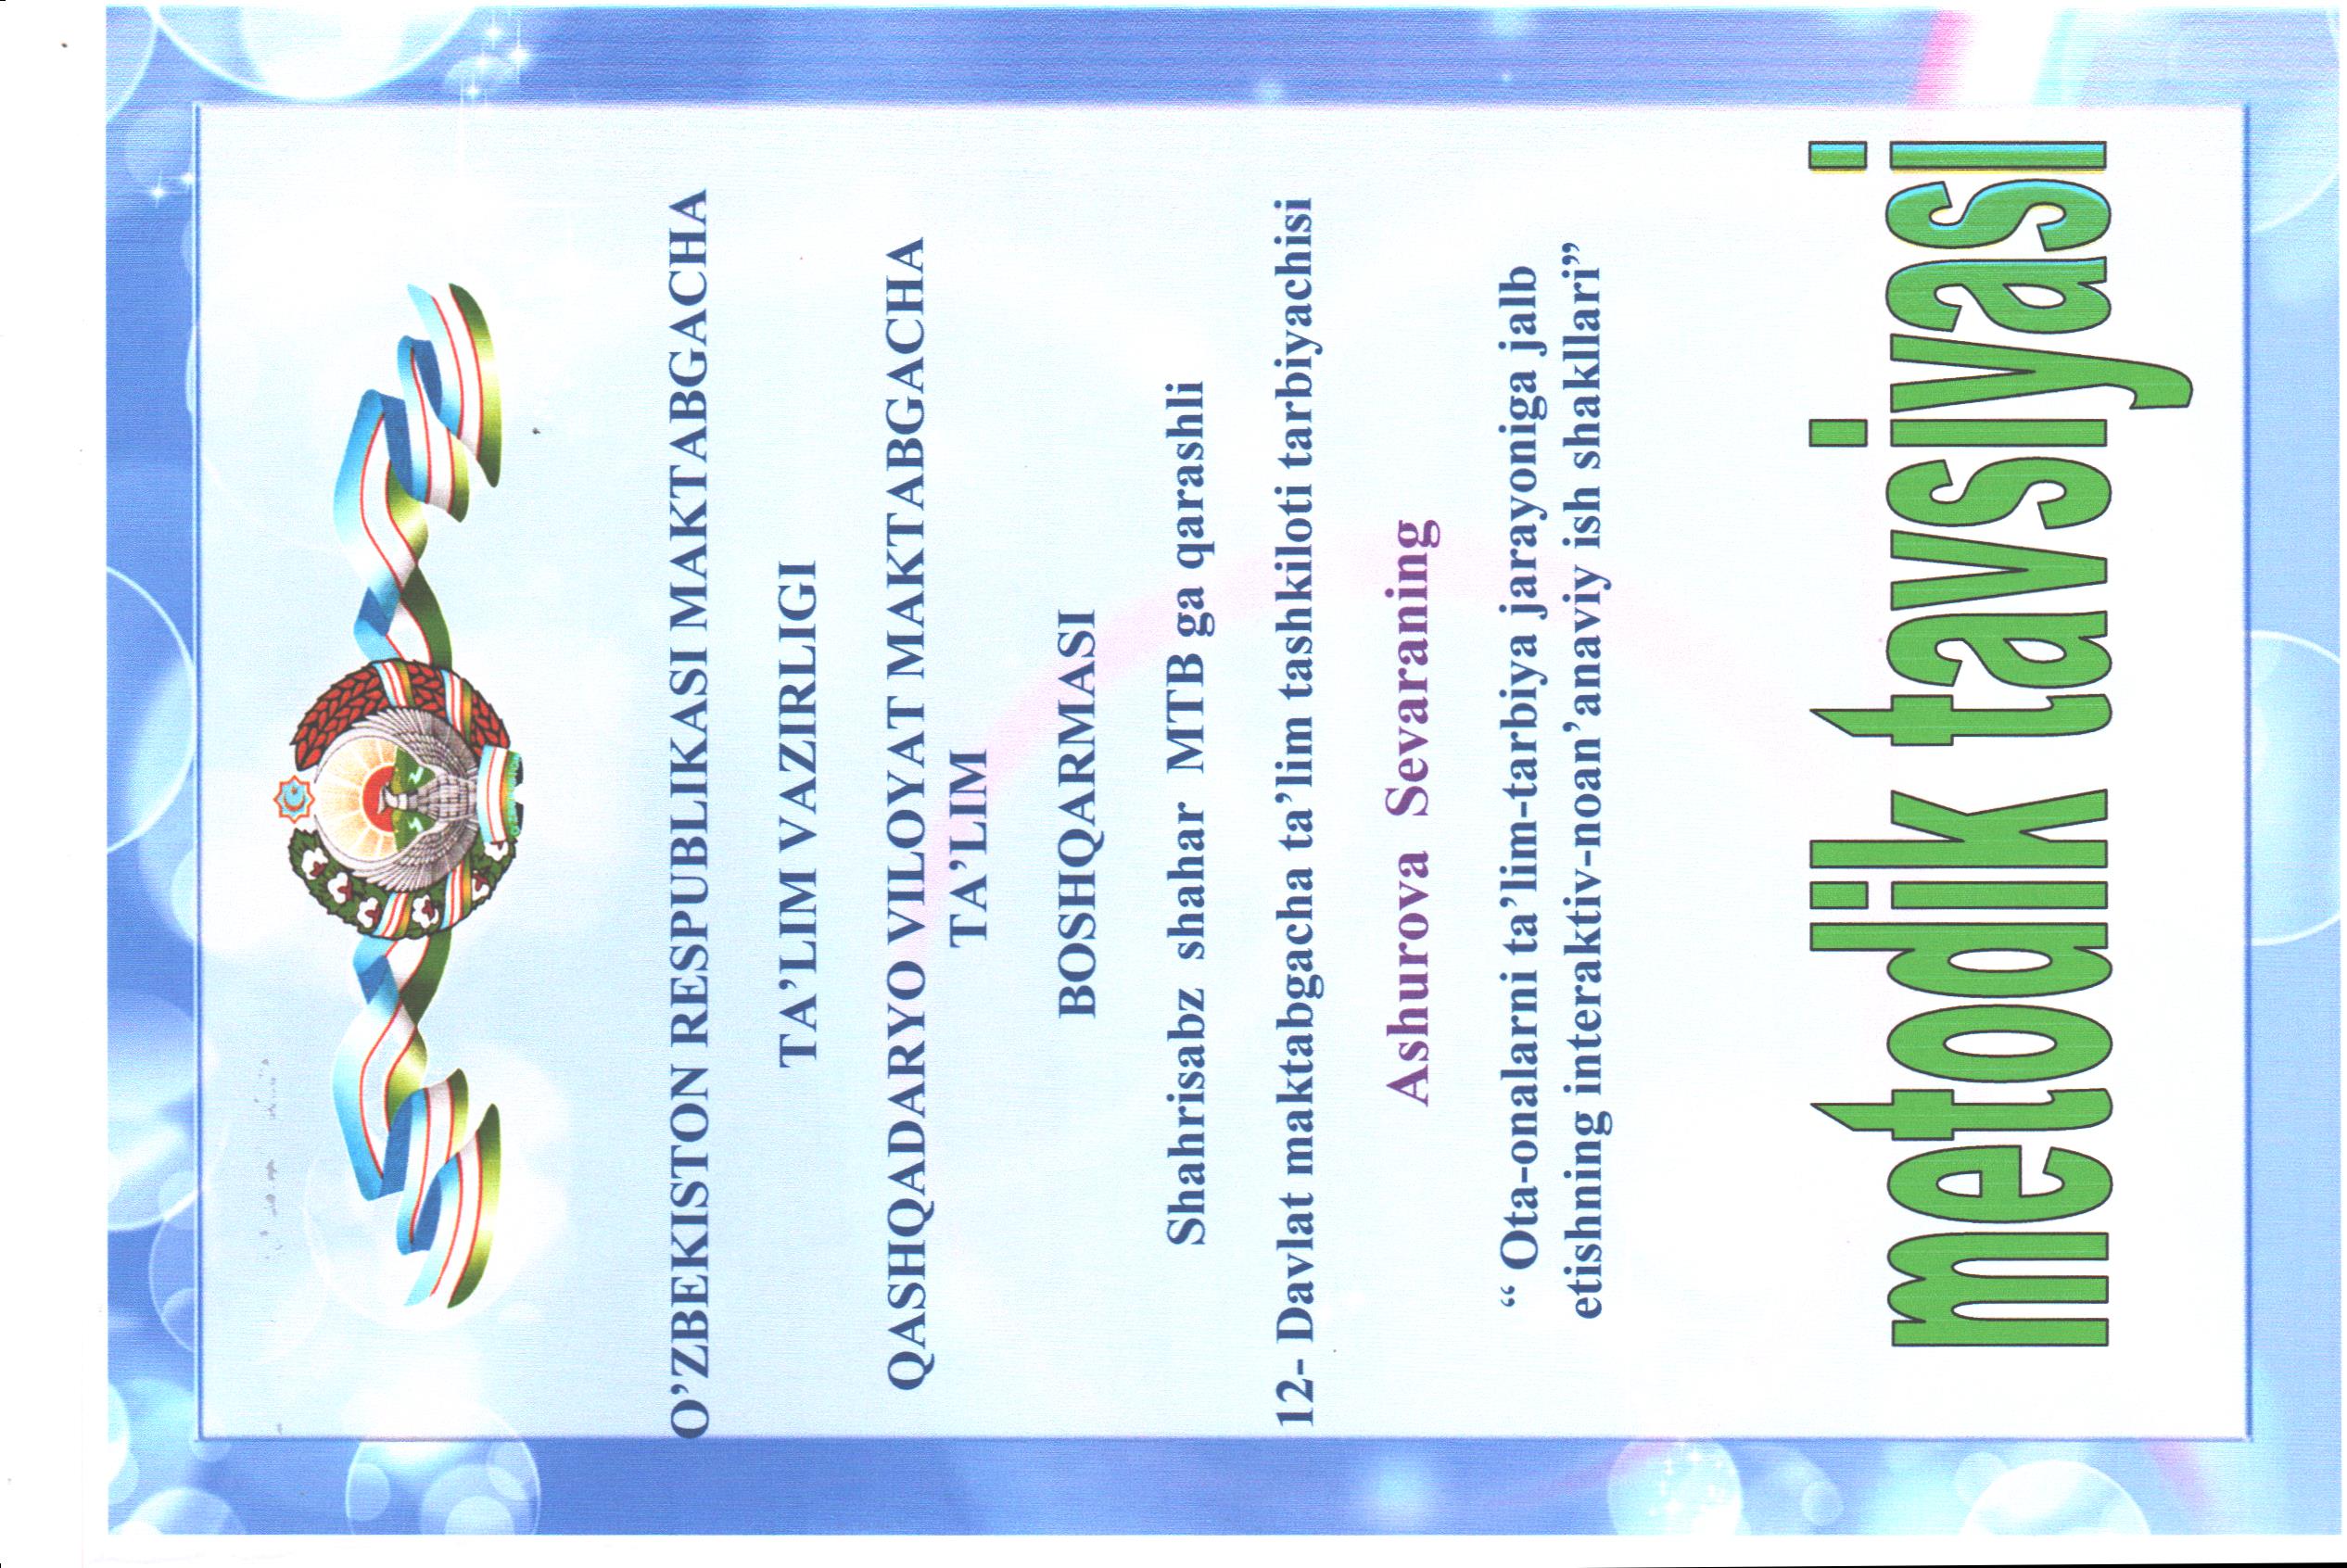 O’ZBEKISTON RESPUBLIKASI MAKTABGACHA
TA’LIM VAZIRLIGI
QASHQADARYO VILOYAT MAKTABGACHA
TA’LIM
BOSHQARMASI
Shahrisabz shahar MTB ga qarashli
12- Davlat maktabgacha ta’lim tashkiloti tarbiyachisi
Ashurova Sevaraning
“ Ota-onalarni ta’lim-tarbiya jarayoniga jalb
etishning interaktiv-noan’anaviy ish shakllari”
metodik tavsiyasi